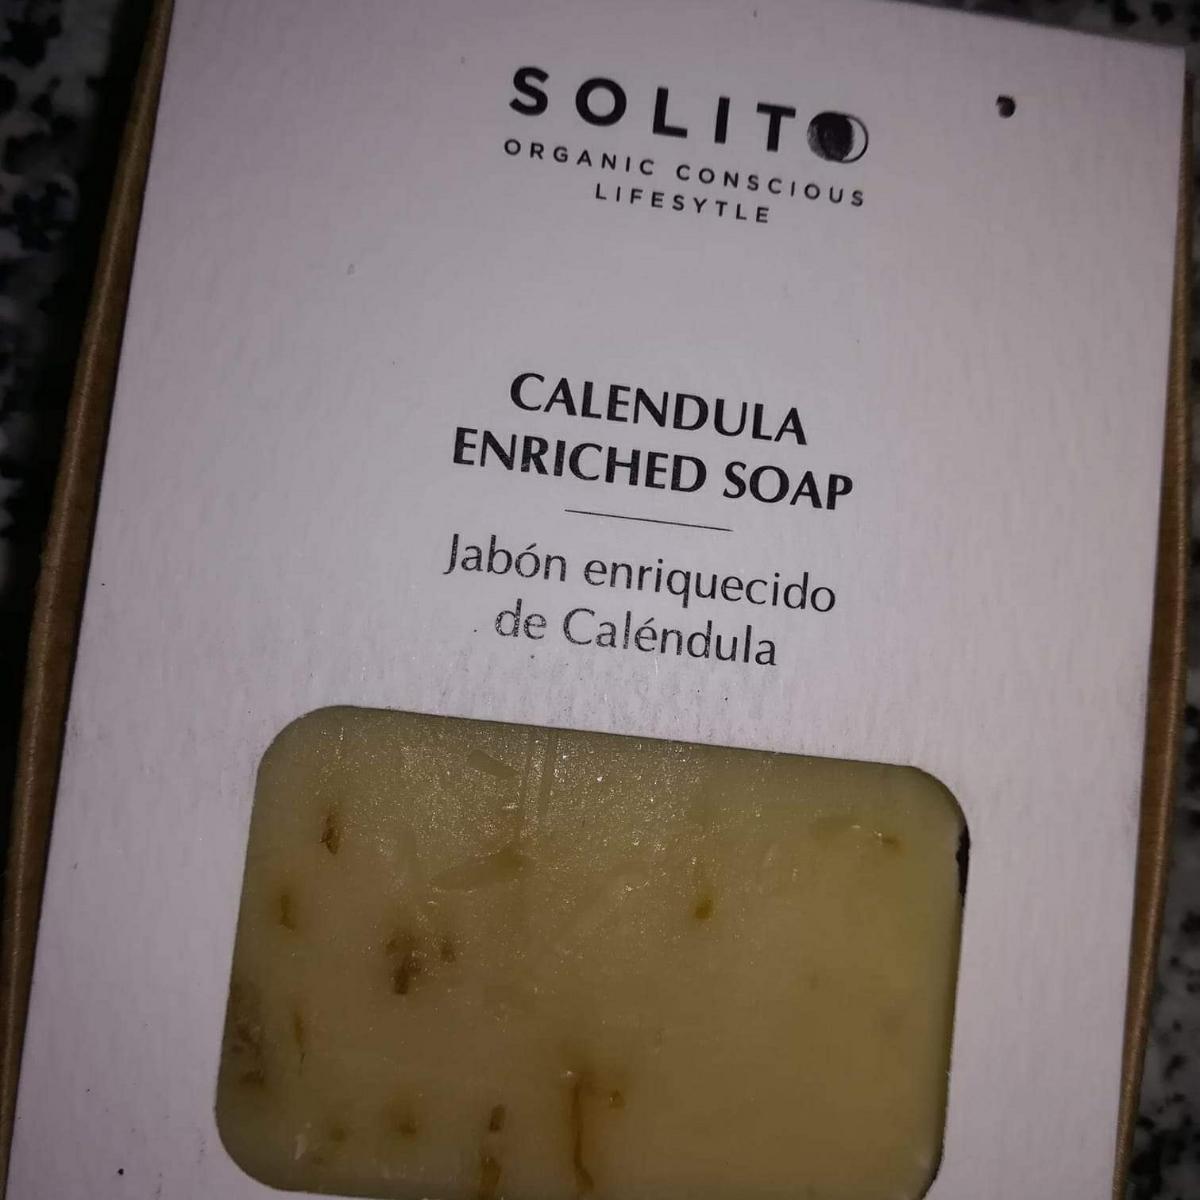 SOLITO
ORGANIC CONSCIOUS
LIFESYTLE
CALENDULA
ENRICHED SOAP
Jabón enriquecido
de Caléndula